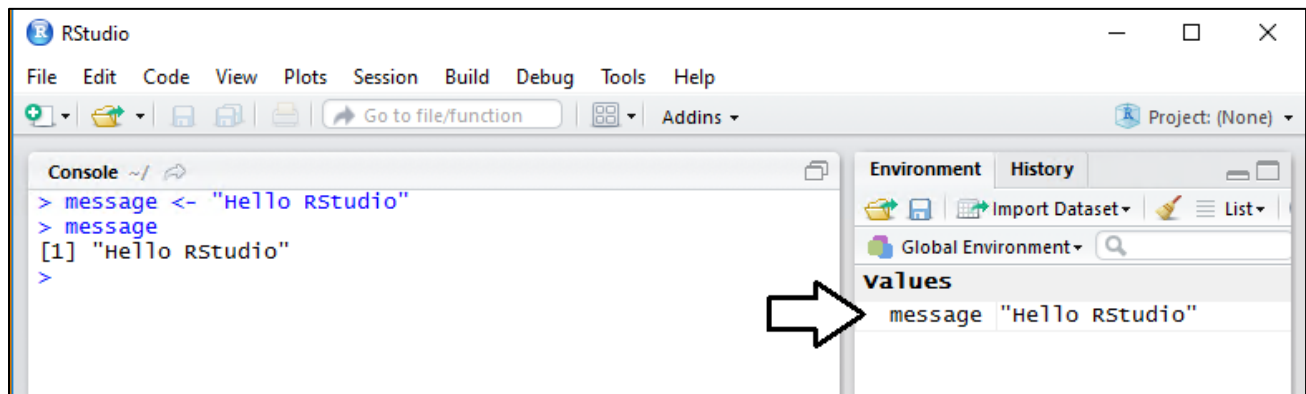 RStudio
File Edit Code View Plots Session Build Debug Tools Help
Go to file/function Addins Project: (None)
Console ~/
> message <- "Hello RStudio"
> message
[1] "Hello RStudio"
>
Environment History
Import Dataset List
Global Environment
Values
message "Hello RStudio"